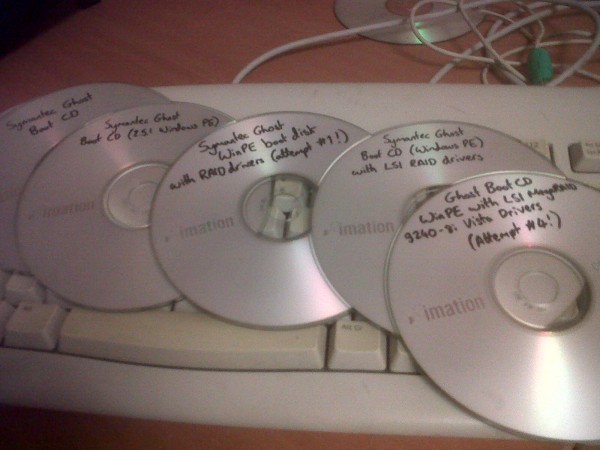 Symantec Ghost
Boot CD
Symantec Ghost
Boot CD (2.5: Windows PE)
Symantec Ghost
WinPE boot disk
with RAID drivers (attempt #1!)
imation
Symantec Ghost
Boot CD (Windows PE)
with LSI RAID drivers
imation
Ghost Boot CD
WinPE with LSI MegaRAID
9240-8i Vista Drivers
(Attempt #4!)
imation